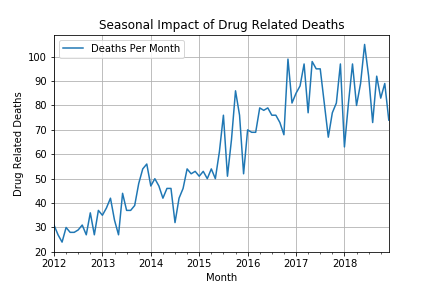 Seasonal Impact of Drug Related Deaths
Deaths Per Month
Drug Related Deaths
100
90
80
70
60
50
40
30
20
2012 2013 2014 2015 2016 2017 2018
Month